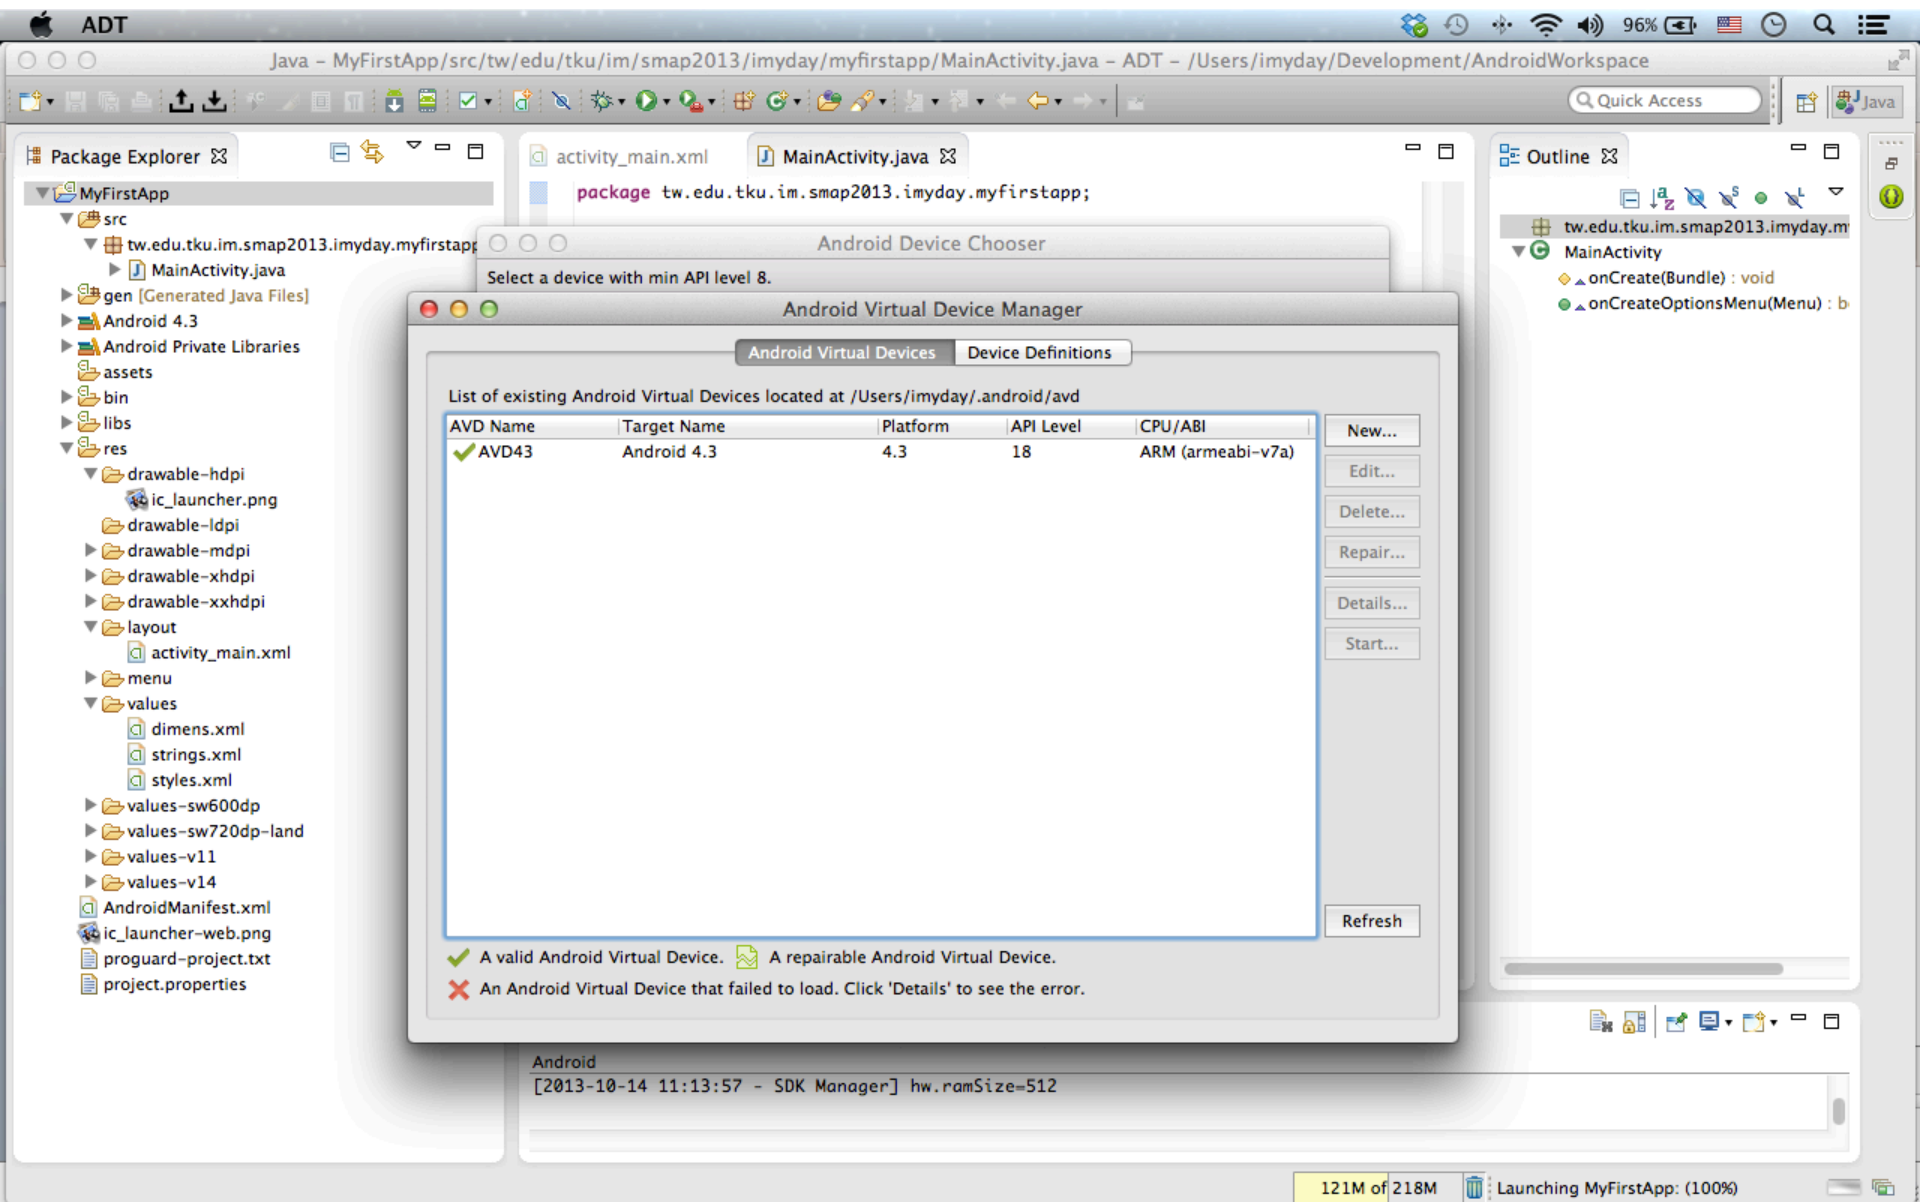 ADT
96%
Java – MyFirstApp/src/tw/edu/tku/im/smap2013/imyday/myfirstapp/MainActivity.java – ADT – /Users/imyday/Development/AndroidWorkspace
Quick Access
Java
Package Explorer
MyFirstApp
src
tw.edu.tku.im.smap2013.imyday.myfirstapp
MainActivity.java
gen [Generated Java Files]
Android 4.3
Android Private Libraries
assets
bin
libs
res
drawable-hdpi
ic_launcher.png
drawable-ldpi
drawable-mdpi
drawable-xhdpi
drawable-xxhdpi
layout
activity_main.xml
menu
values
dimens.xml
strings.xml
styles.xml
values-sw600dp
values-sw720dp-land
values-v11
values-v14
AndroidManifest.xml
ic_launcher-web.png
proguard-project.txt
project.properties
activity_main.xml
MainActivity.java
package tw.edu.tku.im.smap2013.imyday.myfirstapp;
Android Device Chooser
Select a device with min API level 8.
Android Virtual Device Manager
Android Virtual Devices
Device Definitions
List of existing Android Virtual Devices located at /Users/imyday/.android/avd
AVD Name Target Name Platform API Level CPU/ABI
AVD43 Android 4.3 4.3 18 ARM (armeabi-v7a)
New...
Edit...
Delete...
Repair...
Details...
Start...
Refresh
A valid Android Virtual Device. A repairable Android Virtual Device.
An Android Virtual Device that failed to load. Click 'Details' to see the error.
Outline
tw.edu.tku.im.smap2013.imyday.m
MainActivity
onCreate(Bundle) : void
onCreateOptionsMenu(Menu) : b
Android
[2013-10-14 11:13:57 - SDK Manager] hw.ramSize=512
121M of 218M
Launching MyFirstApp: (100%)